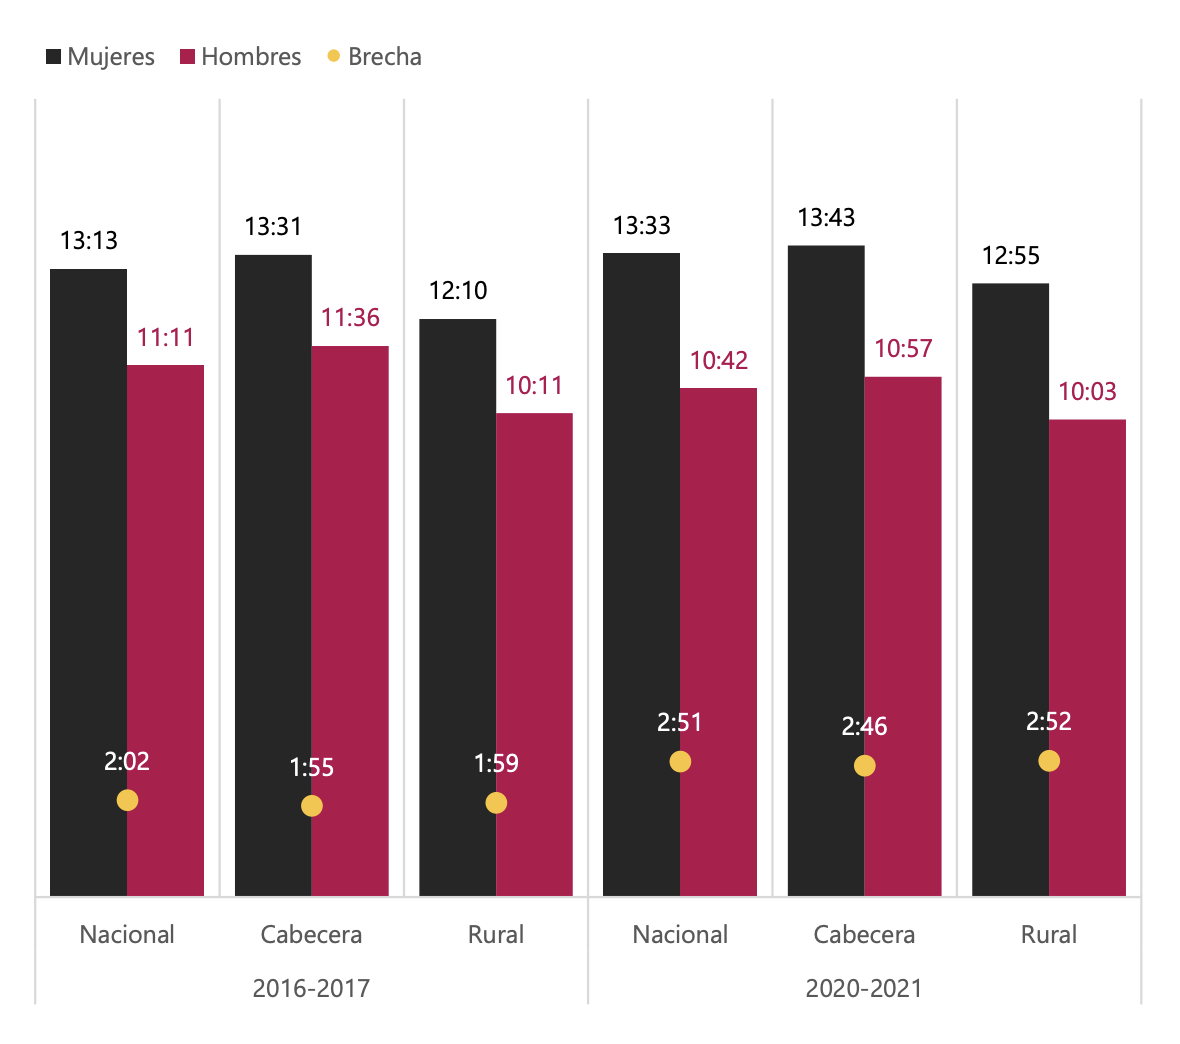 Mujeres Hombres Brecha
13:13 11:11 2:02
13:31 11:36 1:55
12:10 10:11 1:59
13:33 10:42 2:51
13:43 10:57 2:46
12:55 10:03 2:52
Nacional Cabecera Rural Nacional Cabecera Rural
2016-2017 2020-2021